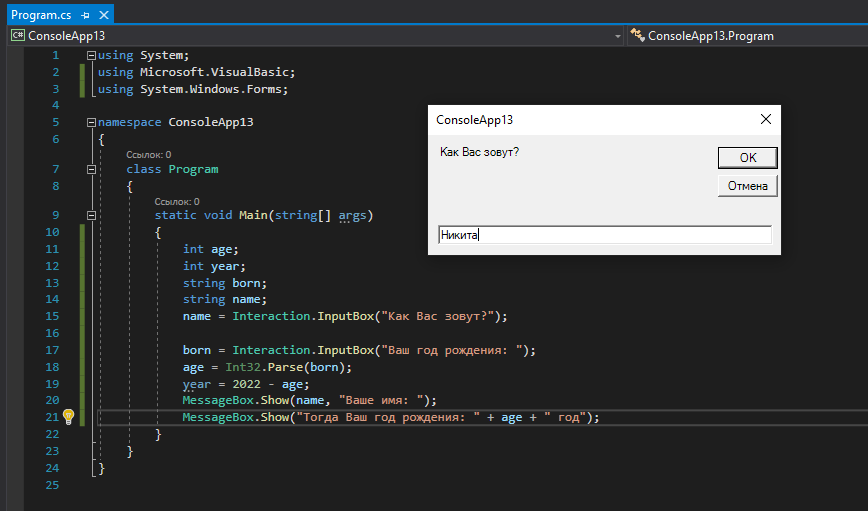 Program.cs
C# ConsoleApp13
ConsoleApp13.Program
1 using System;
2 using Microsoft.VisualBasic;
3 using System.Windows.Forms;
4
5 namespace ConsoleApp13
6 {
Ссылок: 0
7 class Program
8 {
Ссылок: 0
9 static void Main(string[] args)
10 {
11 int age;
12 int year;
13 string born;
14 string name;
15 name = Interaction.InputBox("Как Вас зовут?");
16
17 born = Interaction.InputBox("Ваш год рождения: ");
18 age = Int32.Parse(born);
19 year = 2022 - age;
20 MessageBox.Show(name, "Ваше имя: ");
21 MessageBox.Show("Тогда Ваш год рождения: " + age + " год");
22 }
23 }
24 }
25
ConsoleApp13
Как Вас зовут?
OK
Отмена
Никита